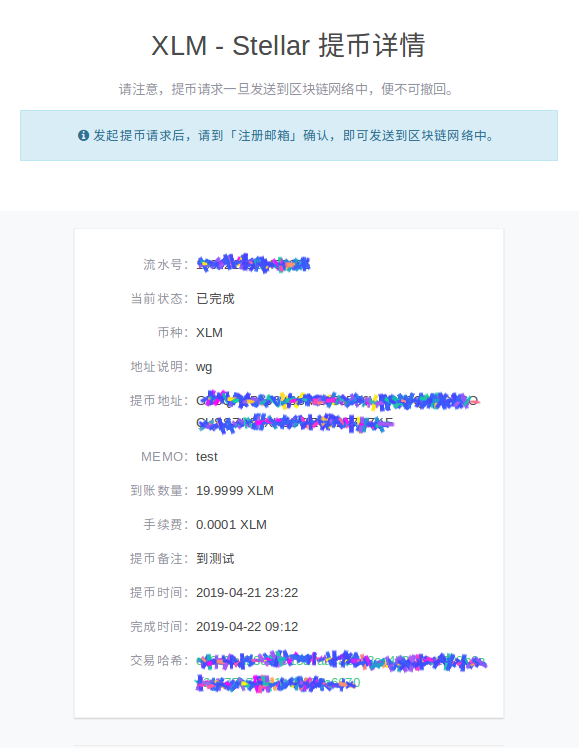 XLM - Stellar 提币详情
请注意，提币请求一旦发送到区块链网络中，便不可撤回。
发起提币请求后，请到「注册邮箱」确认，即可发送到区块链网络中。
流水号：
当前状态：已完成
币种：XLM
地址说明：wg
提币地址：
MEMO：test
到账数量：19.9999 XLM
手续费：0.0001 XLM
提币备注：到测试
提币时间：2019-04-21 23:22
完成时间：2019-04-22 09:12
交易哈希：